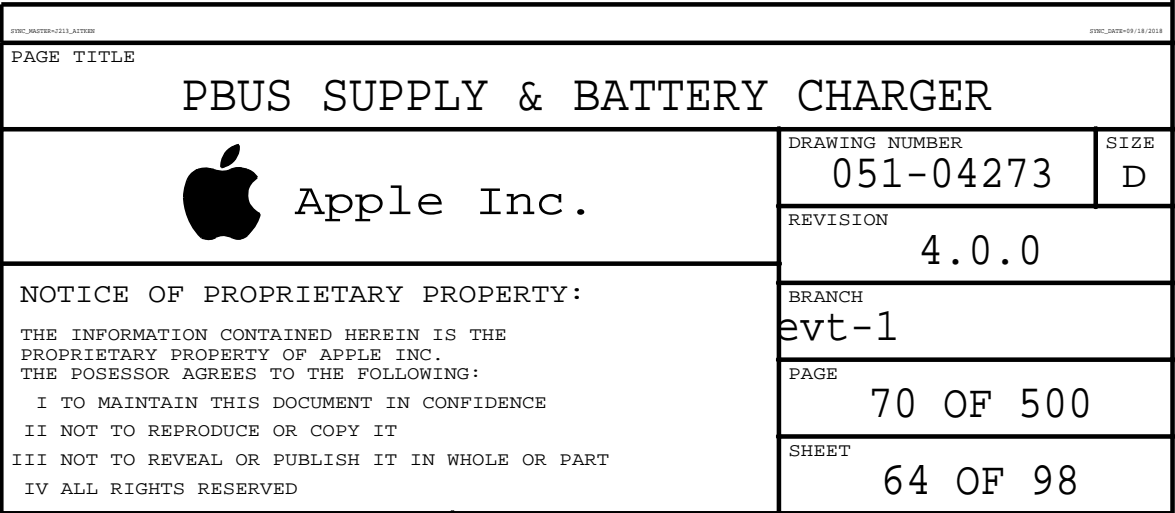 SYNC_MASTER=J213_AITKEN SYNC_DATE=09/18/2018
PAGE TITLE
PBUS SUPPLY & BATTERY CHARGER
Apple Inc.
DRAWING NUMBER
051-04273
SIZE
D
REVISION
4.0.0
NOTICE OF PROPRIETARY PROPERTY:
THE INFORMATION CONTAINED HEREIN IS THE
PROPRIETARY PROPERTY OF APPLE INC.
THE POSESSOR AGREES TO THE FOLLOWING:
I TO MAINTAIN THIS DOCUMENT IN CONFIDENCE
II NOT TO REPRODUCE OR COPY IT
III NOT TO REVEAL OR PUBLISH IT IN WHOLE OR PART
IV ALL RIGHTS RESERVED
BRANCH
evt-1
PAGE
70 OF 500
SHEET
64 OF 98